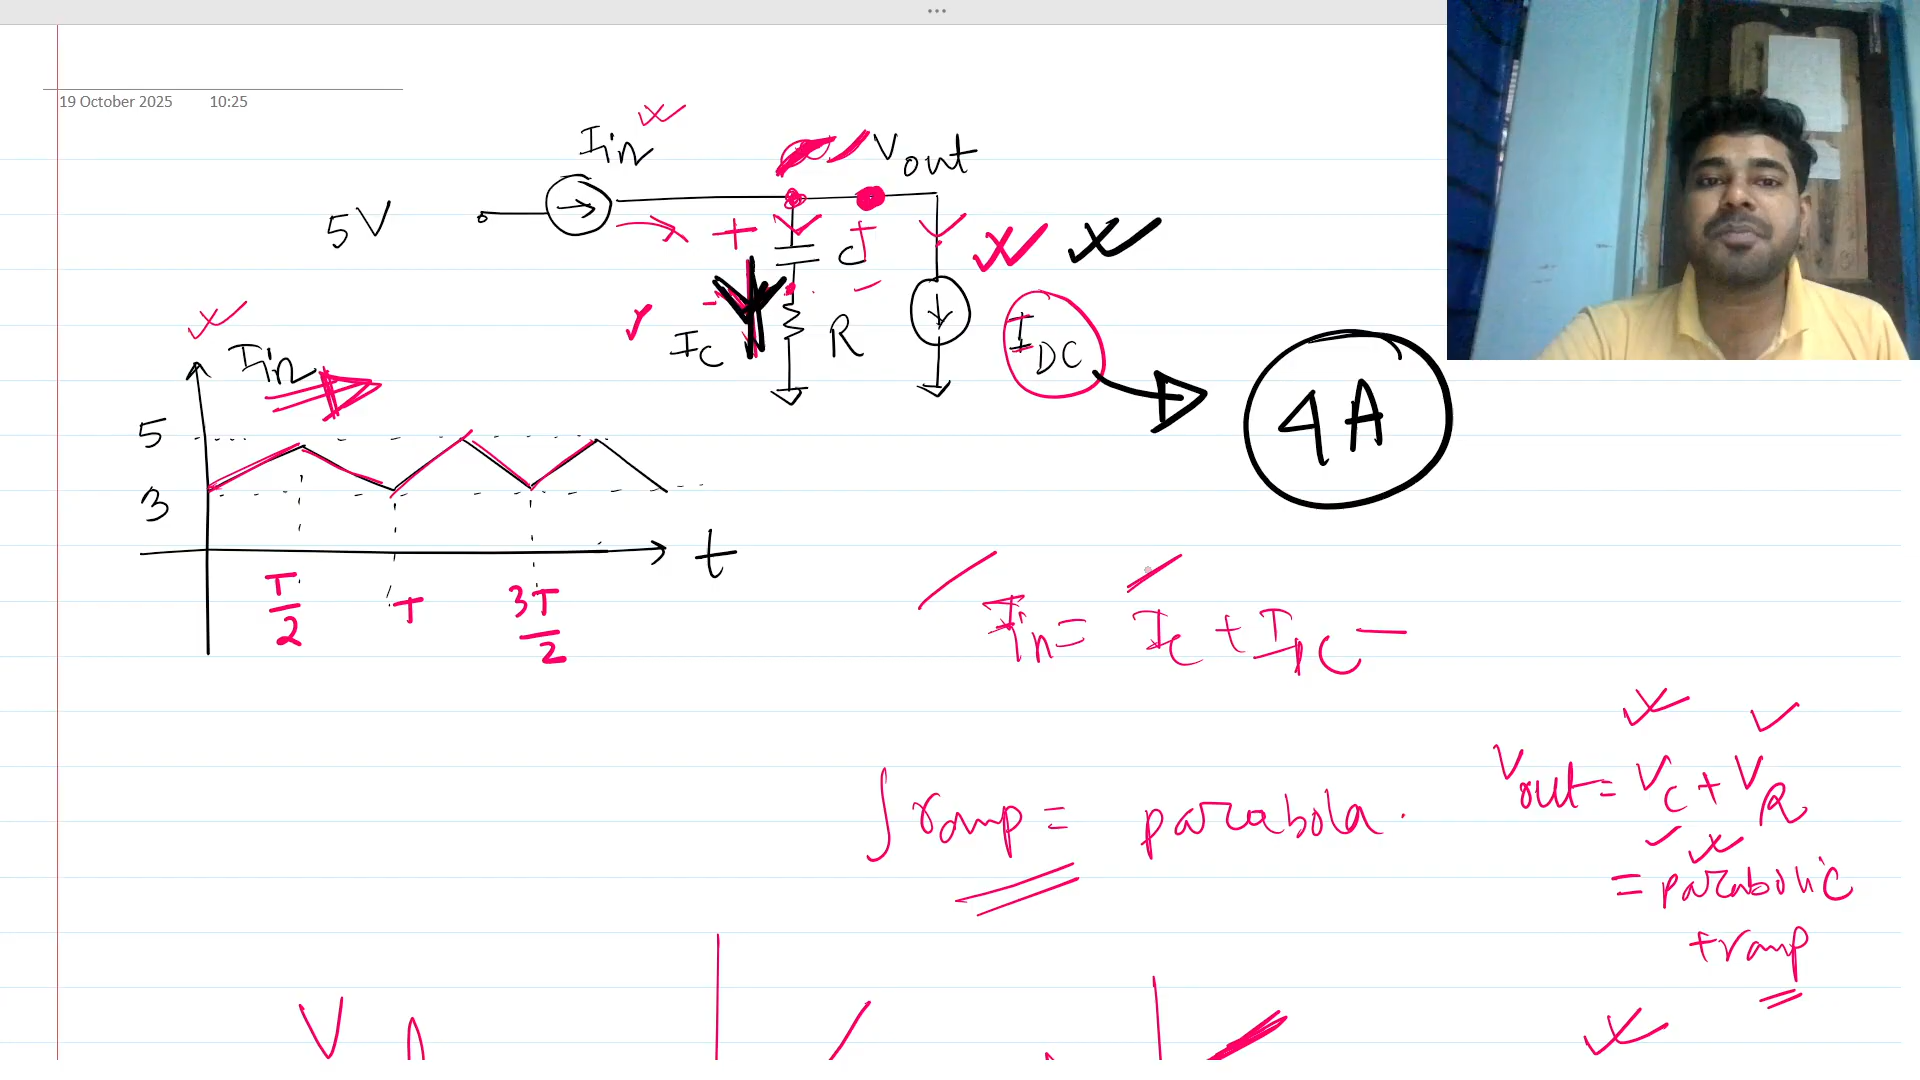 19 October 2025 10:25
Iin
Vout
5V
+
+
C
-
-
IC
R
IDC
4A
Iin
5
3
t
T/2
T
3T/2
Iin = IC + IDC
∫ ramp = parabola.
Vout = VC + VR
= parabolic
+ ramp